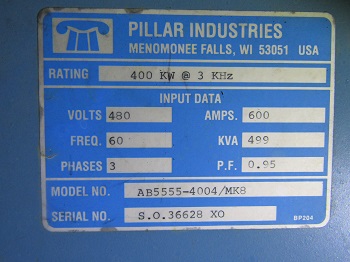 PILLAR INDUSTRIES
MENOMONEE FALLS, WI 53051 USA
RATING 400 KW @ 3 KHz
INPUT DATA
VOLTS 480 AMPS. 600
FREQ. 60 KVA 499
PHASES 3 P.F. 0.95
MODEL NO. AB5555-4004/MK8
SERIAL NO. S.O.36628 XO
BP204